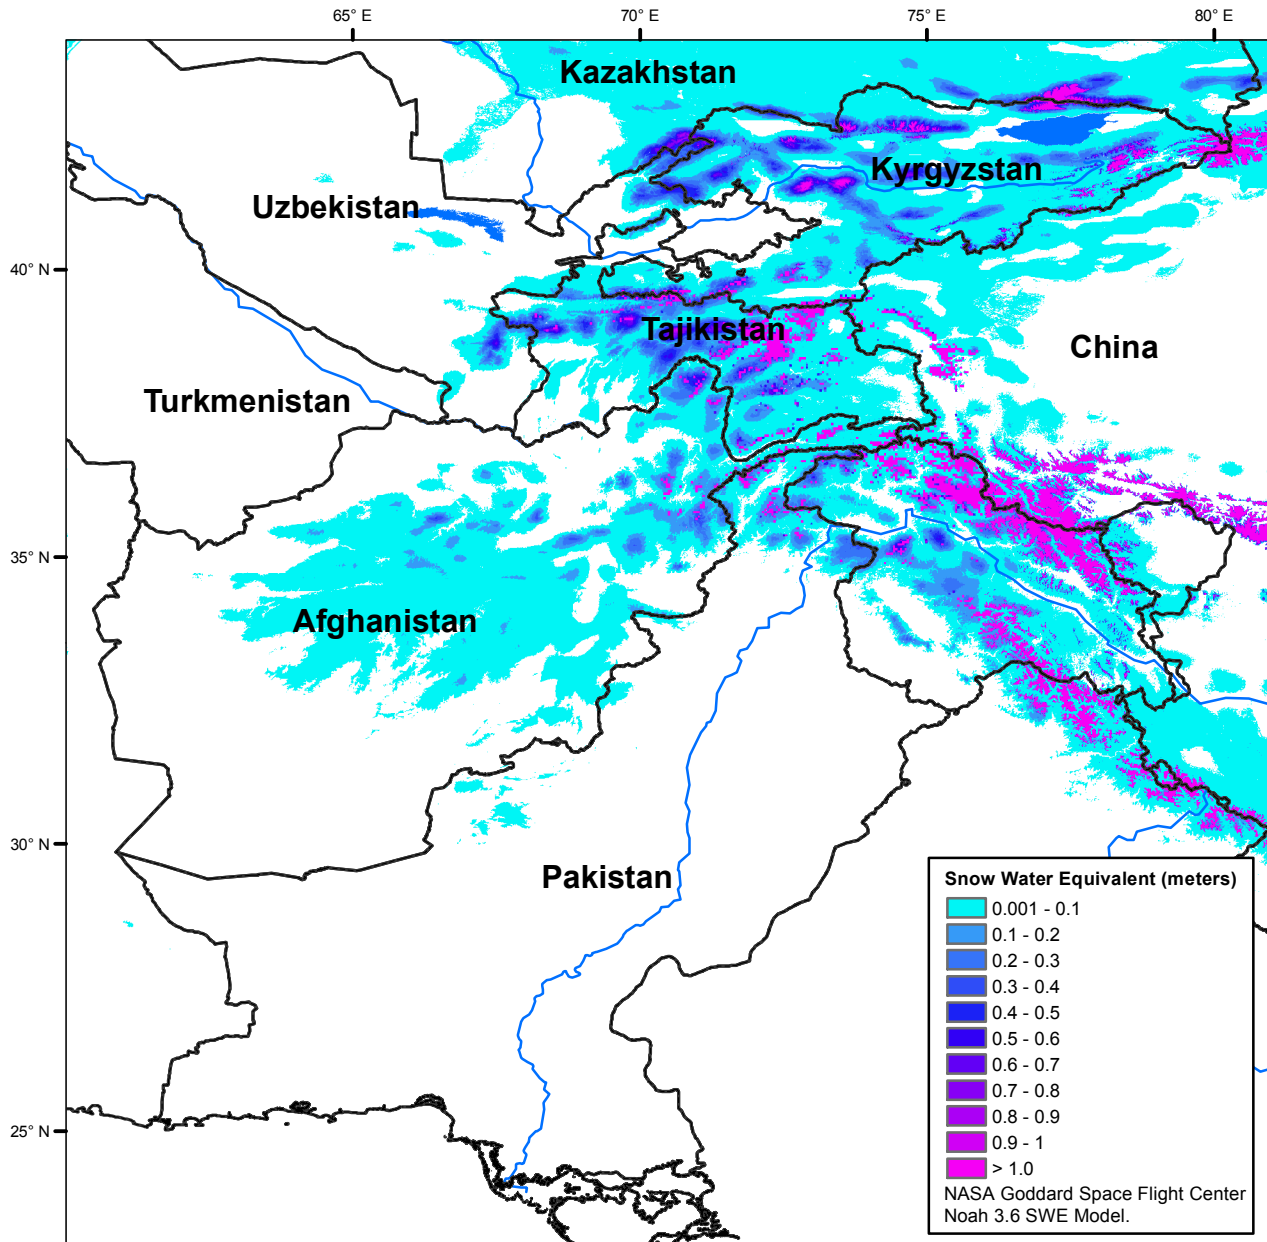 65° E
70° E
75° E
80° E
Kazakhstan
Kyrgyzstan
Uzbekistan
40° N
Tajikistan
China
Turkmenistan
35° N
Afghanistan
30° N
Pakistan
Snow Water Equivalent (meters)
0.001 - 0.1
0.1 - 0.2
0.2 - 0.3
0.3 - 0.4
0.4 - 0.5
0.5 - 0.6
0.6 - 0.7
0.7 - 0.8
0.8 - 0.9
0.9 - 1
> 1.0
NASA Goddard Space Flight Center
Noah 3.6 SWE Model.
25° N